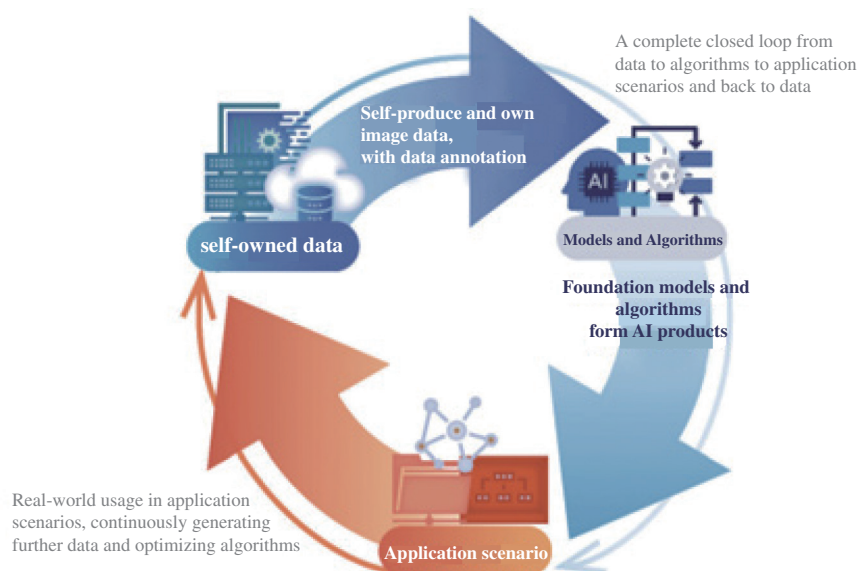 A complete closed loop from
data to algorithms to application
scenarios and back to data
Self-produce and own
image data,
with data annotation
AI
self-owned data
Models and Algorithms
Foundation models and
algorithms
form AI products
Real-world usage in application
scenarios, continuously generating
further data and optimizing algorithms
Application scenario